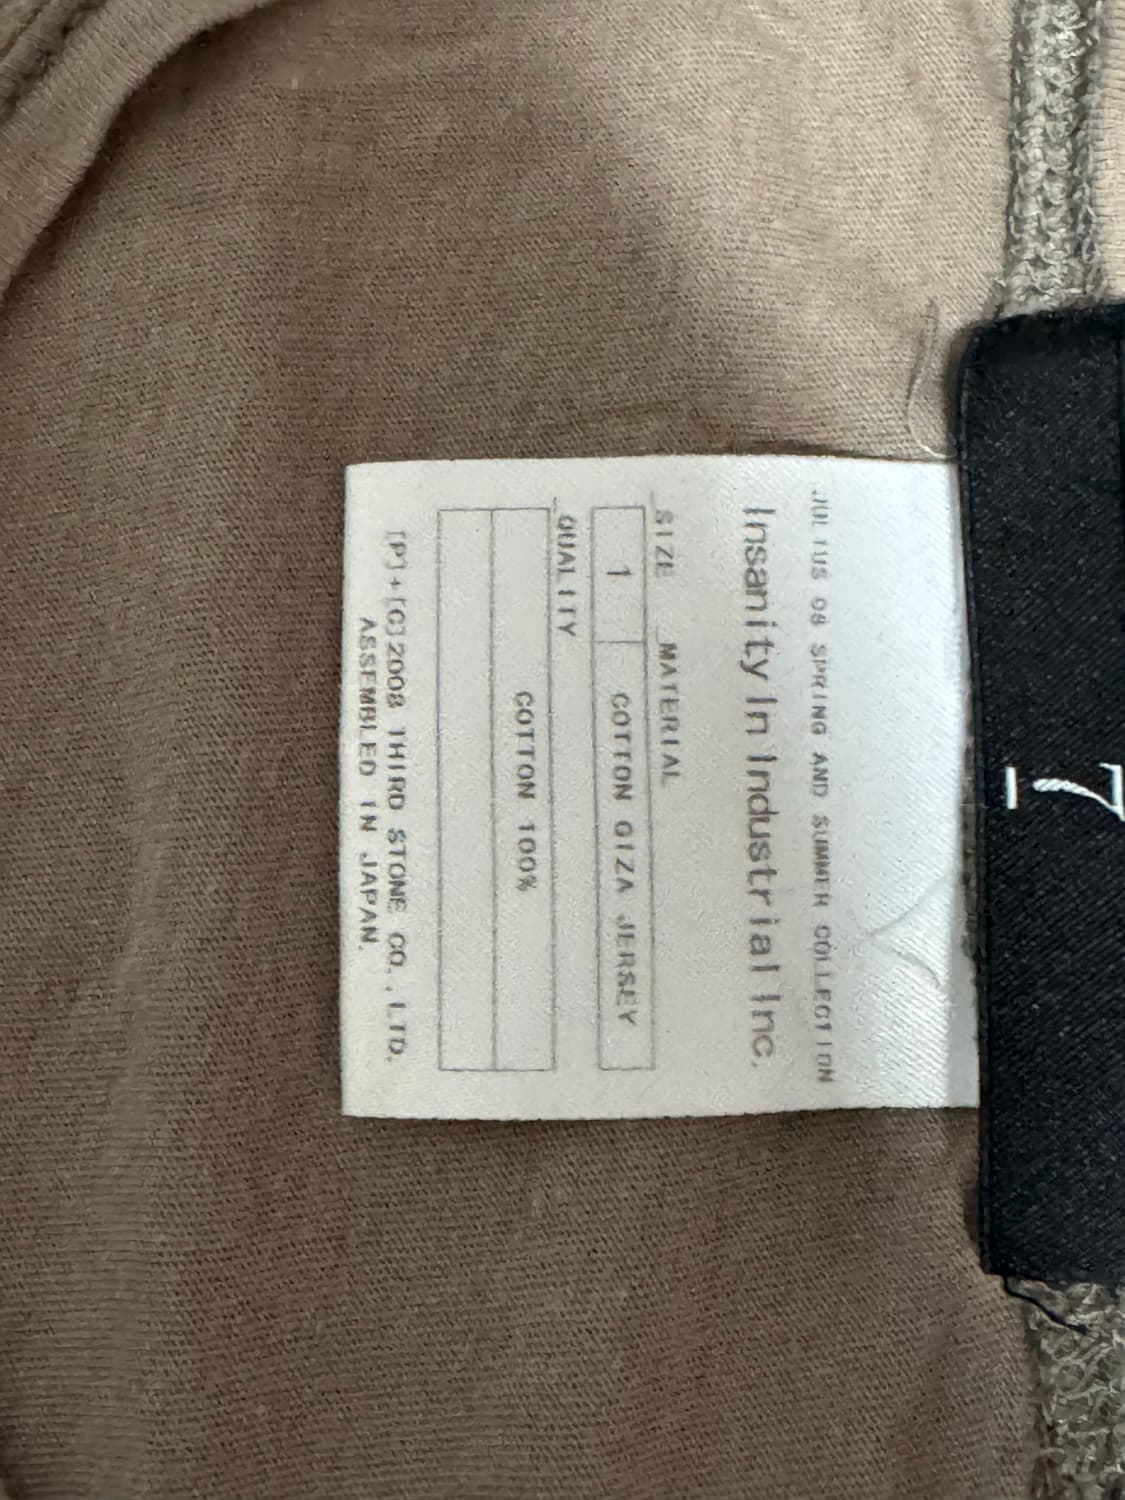 JULIUS 08 SPRING AND SUMMER COLLECTION
Insanity In Industrial Inc.
SIZE MATERIAL
1 COTTON GIZA JERSEY
QUALITY
COTTON 100%
[P]+[C]2008 THIRD STONE CO.,LTD.
ASSEMBLED IN JAPAN.